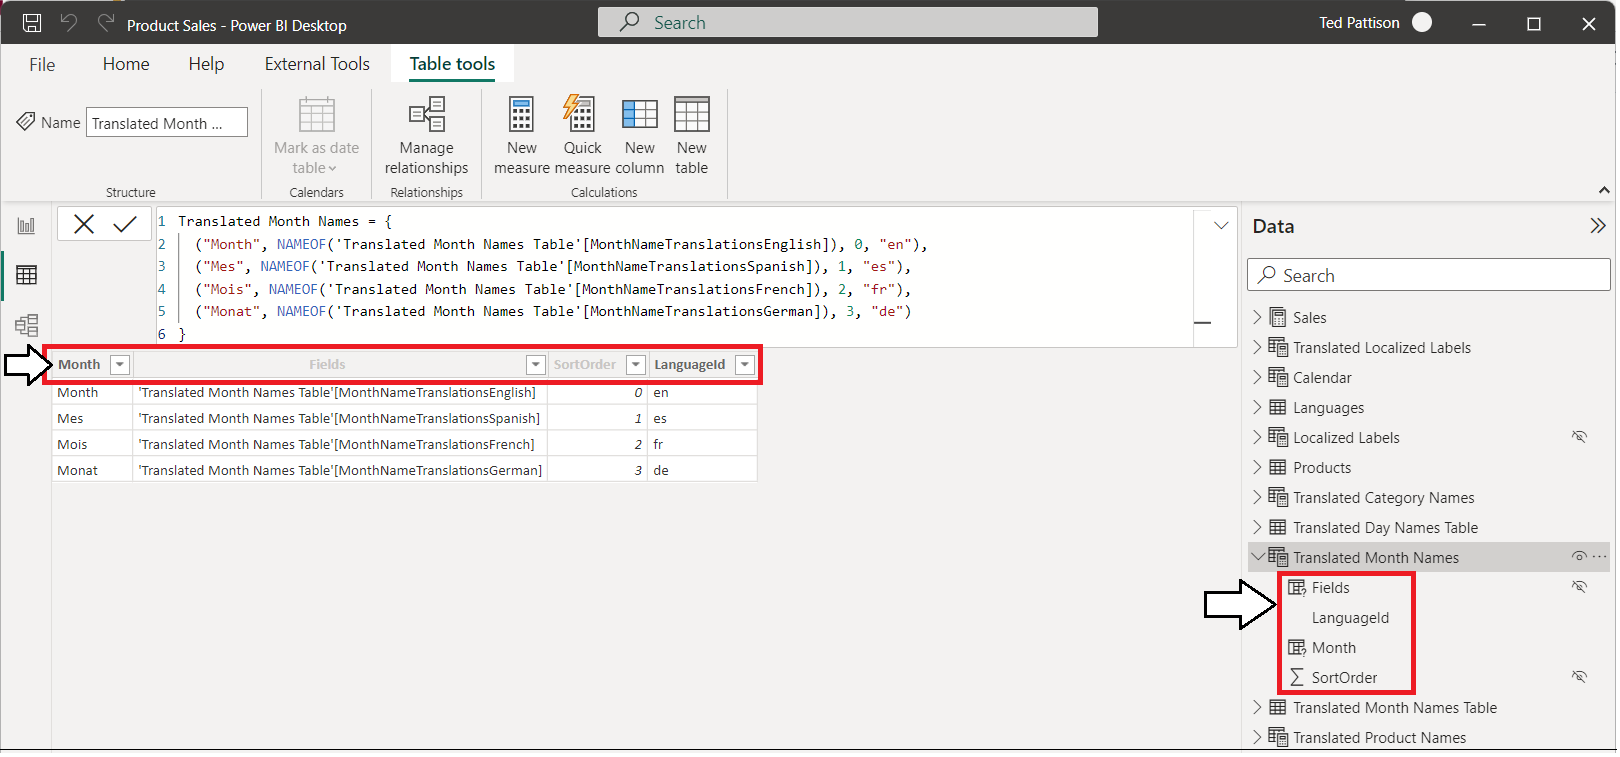 Product Sales - Power BI Desktop
Search
Ted Pattison
File Home Help External Tools Table tools
Name Translated Month ...
Mark as date table
Manage relationships
New measure
Quick measure
New column
New table
Structure Calendars Relationships Calculations
1 Translated Month Names = {
2 ("Month", NAMEOF('Translated Month Names Table'[MonthNameTranslationsEnglish]), 0, "en"),
3 ("Mes", NAMEOF('Translated Month Names Table'[MonthNameTranslationsSpanish]), 1, "es"),
4 ("Mois", NAMEOF('Translated Month Names Table'[MonthNameTranslationsFrench]), 2, "fr"),
5 ("Monat", NAMEOF('Translated Month Names Table'[MonthNameTranslationsGerman]), 3, "de")
6 }
Month Fields SortOrder LanguageId
Month 'Translated Month Names Table'[MonthNameTranslationsEnglish] 0 en
Mes 'Translated Month Names Table'[MonthNameTranslationsSpanish] 1 es
Mois 'Translated Month Names Table'[MonthNameTranslationsFrench] 2 fr
Monat 'Translated Month Names Table'[MonthNameTranslationsGerman] 3 de
Data
Search
Sales
Translated Localized Labels
Calendar
Languages
Localized Labels
Products
Translated Category Names
Translated Day Names Table
Translated Month Names
Fields
LanguageId
Month
SortOrder
Translated Month Names Table
Translated Product Names